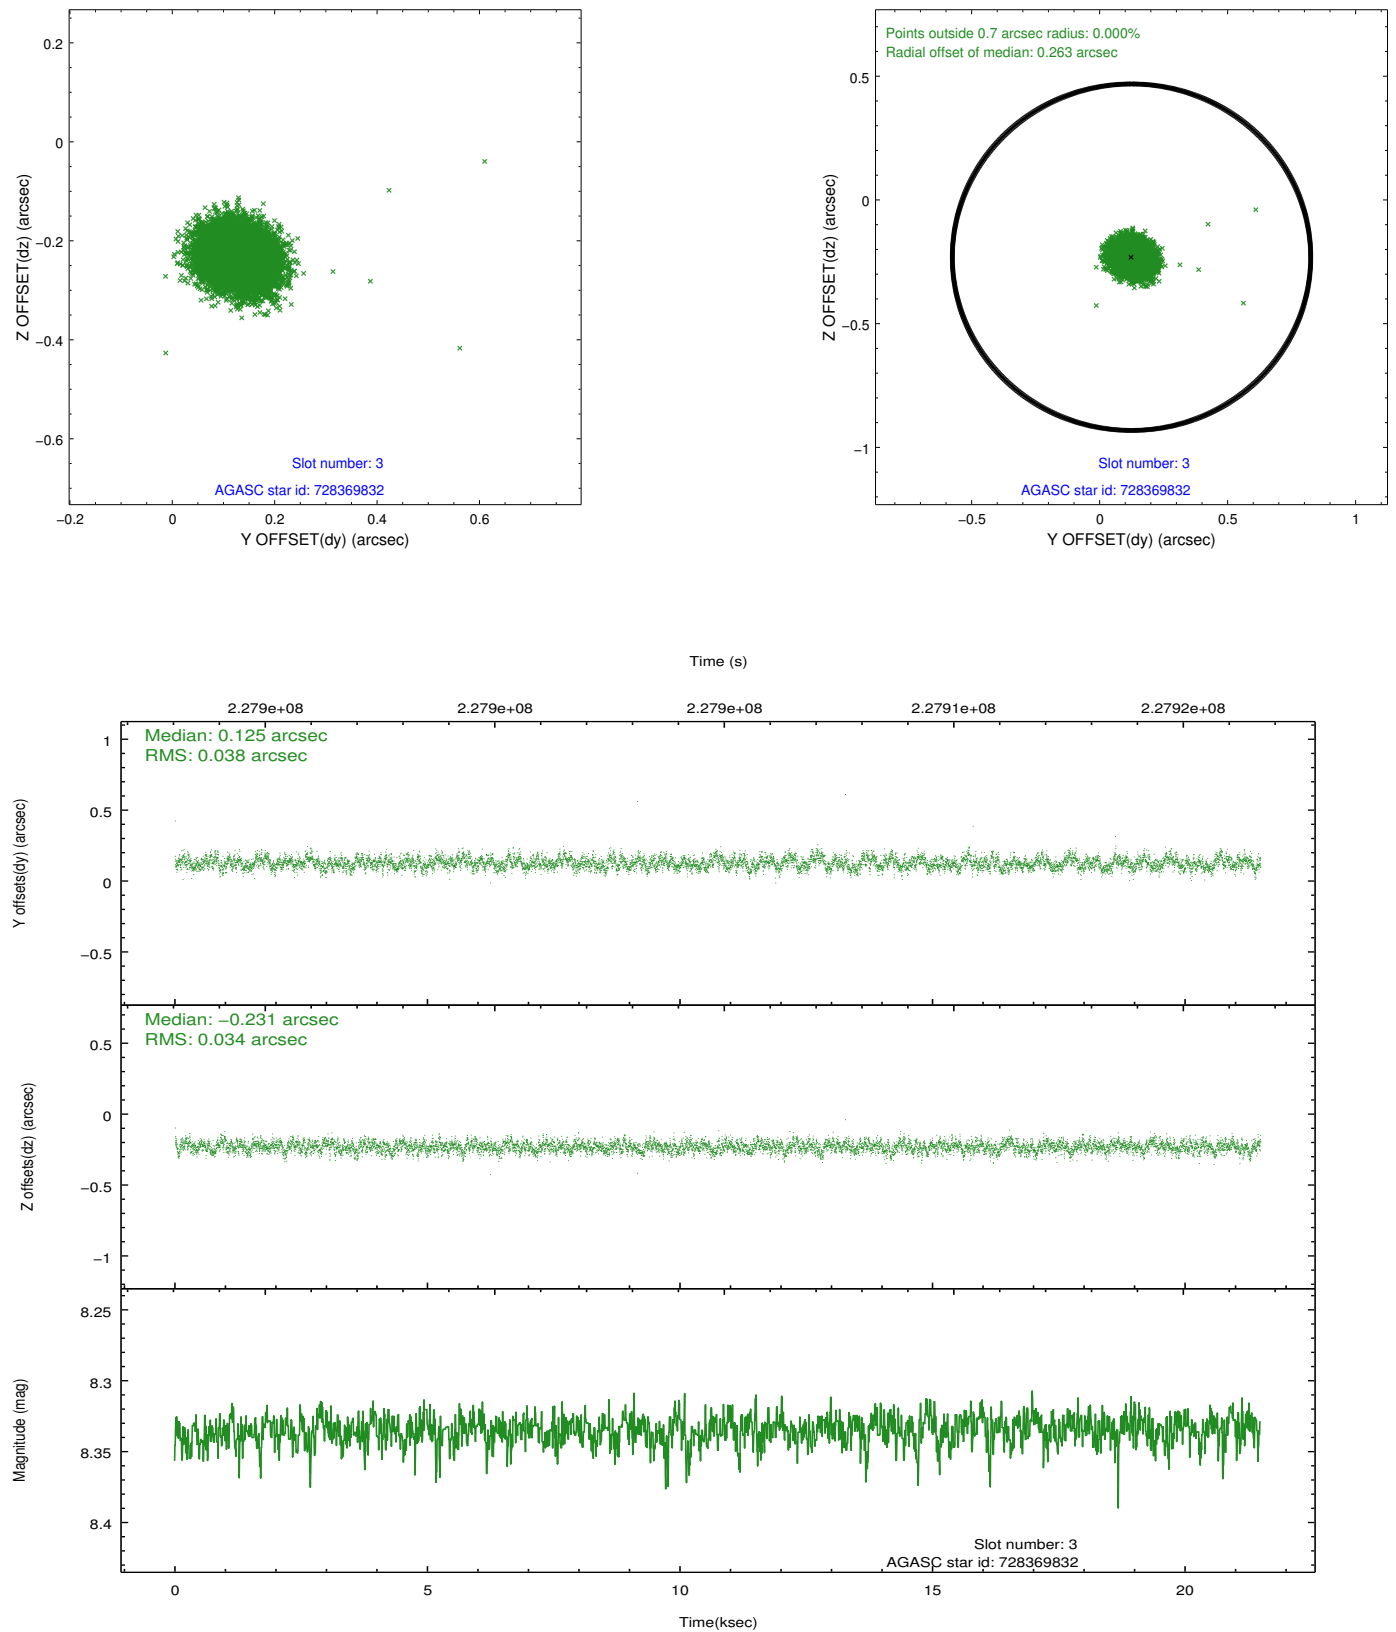 0.2
0
−0.2
−0.4
−0.6
Z OFFSET(dz) (arcsec)
Slot number: 3
AGASC star id: 728369832
−0.2 0 0.2 0.4 0.6
Y OFFSET(dy) (arcsec)
Points outside 0.7 arcsec radius: 0.000%
Radial offset of median: 0.263 arcsec
0.5
0
−0.5
−1
Z OFFSET(dz) (arcsec)
Slot number: 3
AGASC star id: 728369832
−0.5 0 0.5 1
Y OFFSET(dy) (arcsec)
Time (s)
2.279e+08 2.279e+08 2.279e+08 2.2791e+08 2.2792e+08
Median: 0.125 arcsec
RMS: 0.038 arcsec
1
0.5
0
−0.5
Y offsets(dy) (arcsec)
Median: −0.231 arcsec
RMS: 0.034 arcsec
0.5
0
−0.5
−1
Z offsets(dz) (arcsec)
8.25
8.3
8.35
8.4
Magnitude (mag)
Slot number: 3
AGASC star id: 728369832
0 5 10 15 20
Time(ksec)